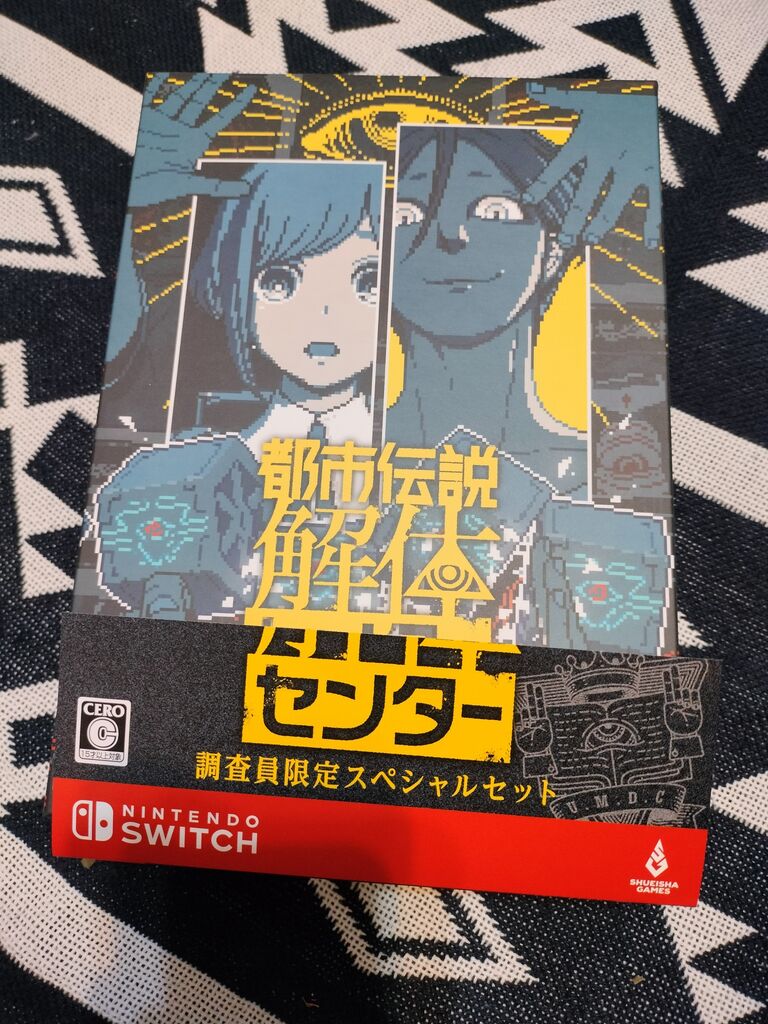 都市伝説
解体
センター
調査員限定スペシャルセット
CERO
C
15才以上対象
U.M.D.C
NINTENDO
SWITCH
SHUEISHA
GAMES